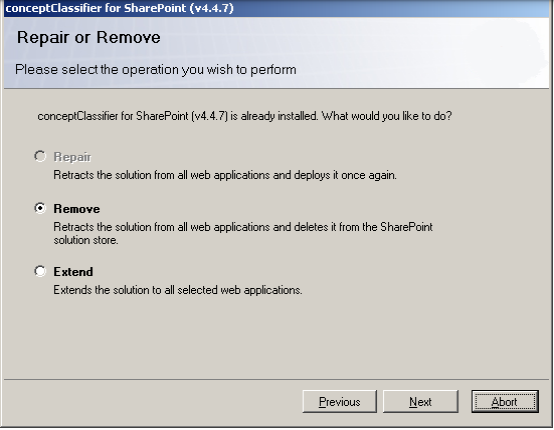 conceptClassifier for SharePoint (v4.4.7)
Repair or Remove
Please select the operation you wish to perform
conceptClassifier for SharePoint (v4.4.7) is already installed. What would you like to do?
Repair
Retracts the solution from all web applications and deploys it once again.
Remove
Retracts the solution from all web applications and deletes it from the SharePoint
solution store.
Extend
Extends the solution to all selected web applications.
Previous Next Abort